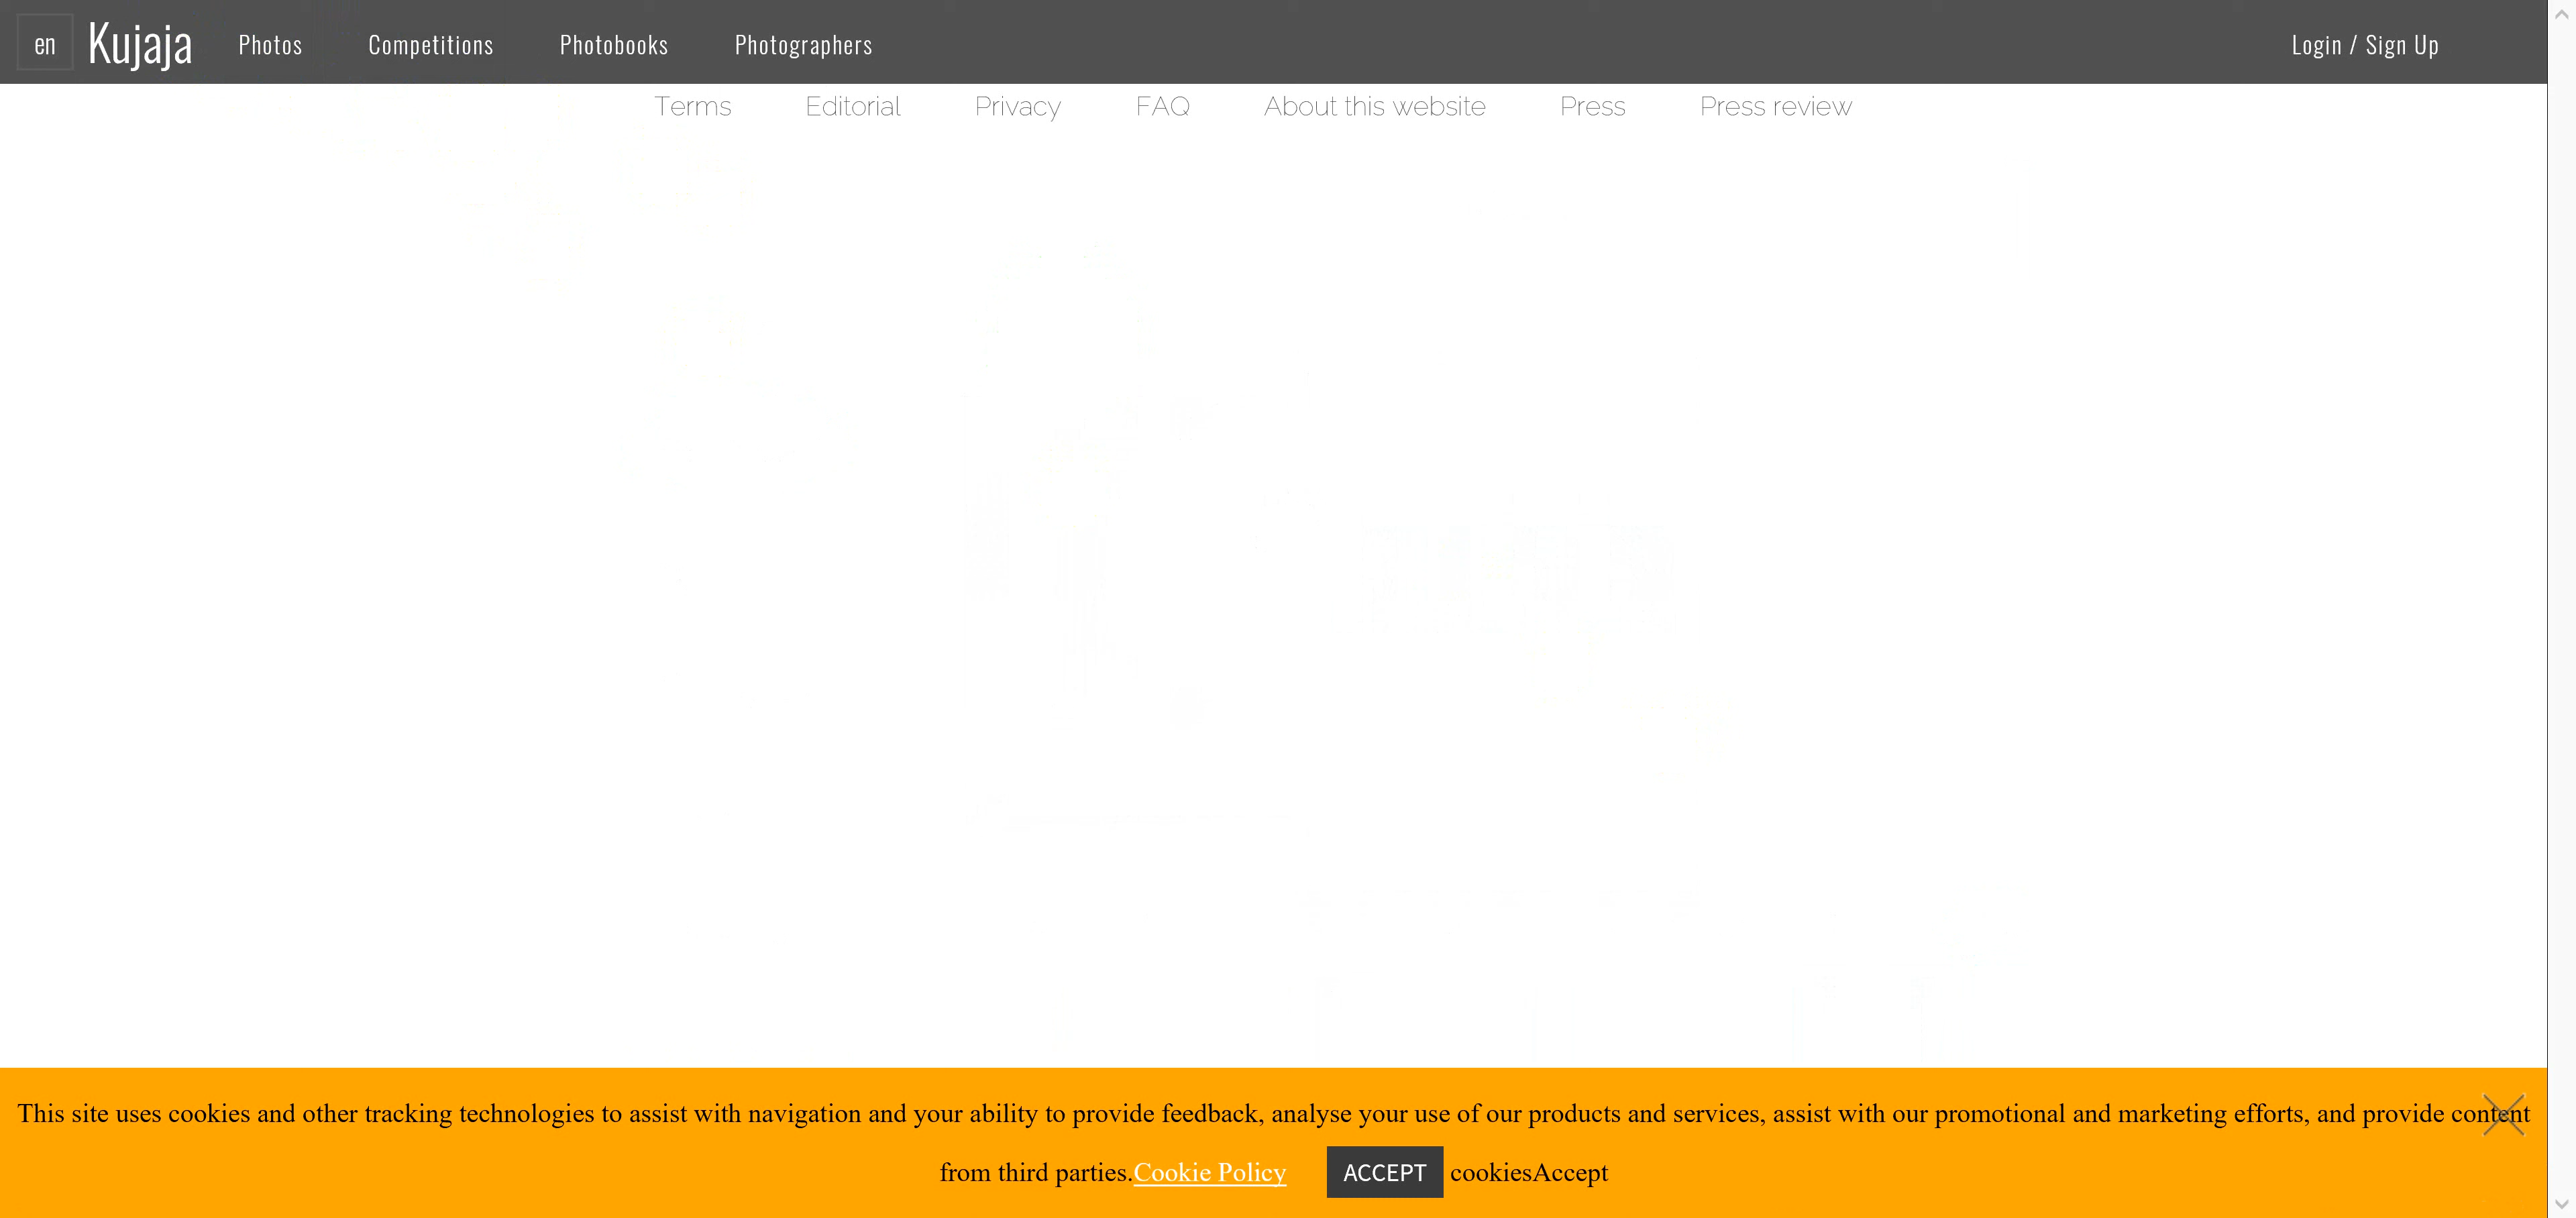 en Kujaja Photos Competitions Photobooks Photographers Login / Sign Up
Terms Editorial Privacy FAQ About this website Press Press review
This site uses cookies and other tracking technologies to assist with navigation and your ability to provide feedback, analyse your use of our products and services, assist with our promotional and marketing efforts, and provide content
from third parties.Cookie Policy ACCEPT cookiesAccept